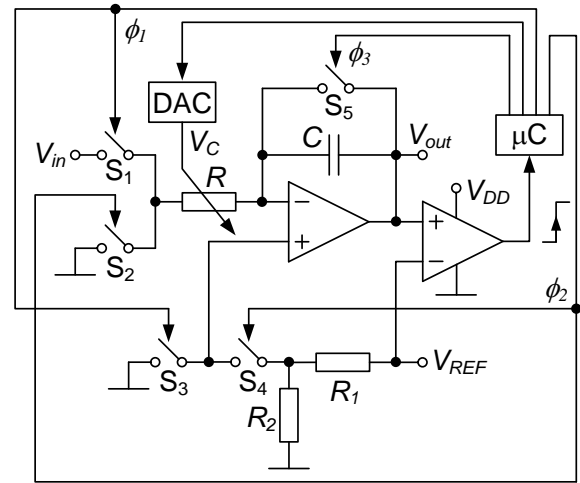 ϕ1
ϕ3
DAC
S5
μC
VC
C
Vout
Vin
S1
R
−
+
VDD
+
−
S2
ϕ2
S3
S4
R1
VREF
R2